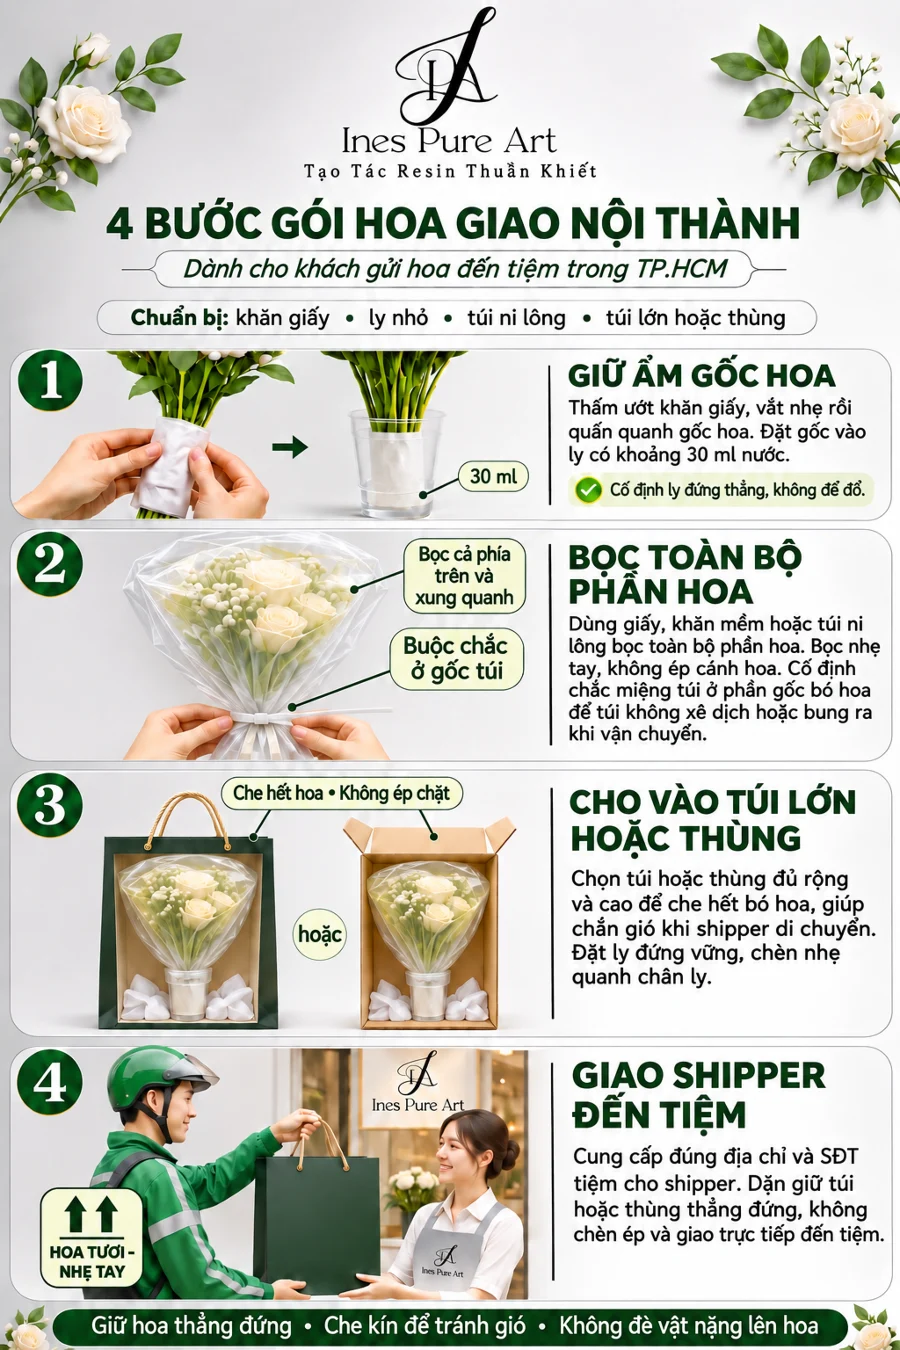 IPA
Ines Pure Art
Tạo Tác Resin Thuần Khiết
4 BƯỚC GÓI HOA GIAO NỘI THÀNH
Dành cho khách gửi hoa đến tiệm trong TP.HCM
Chuẩn bị: khăn giấy • ly nhỏ • túi ni lông • túi lớn hoặc thùng
1
30 ml
GIỮ ẨM GỐC HOA
Thấm ướt khăn giấy, vắt nhẹ rồi
quấn quanh gốc hoa. Đặt gốc vào
ly có khoảng 30 ml nước.
Cố định ly đứng thẳng, không để đổ.
2
Bọc cả phía
trên và
xung quanh
Buộc chắc
ở gốc túi
BỌC TOÀN BỘ
PHẦN HOA
Dùng giấy, khăn mềm hoặc túi ni
lông bọc toàn bộ phần hoa. Bọc nhẹ
tay, không ép cánh hoa. Cố định
chắc miệng túi ở phần gốc bó hoa
để túi không xê dịch hoặc bung ra
khi vận chuyển.
3
Che hết hoa • Không ép chặt
hoặc
CHO VÀO TÚI LỚN
HOẶC THÙNG
Chọn túi hoặc thùng đủ rộng
và cao để che hết bó hoa, giúp
chắn gió khi shipper di chuyển.
Đặt ly đứng vững, chèn nhẹ
quanh chân ly.
4
IPA
Ines Pure Art
IPA
Ines Pure Art
HOA TƯƠI -
NHẸ TAY
GIAO SHIPPER
ĐẾN TIỆM
Cung cấp đúng địa chỉ và SĐT
tiệm cho shipper. Dặn giữ túi
hoặc thùng thẳng đứng, không
chèn ép và giao trực tiếp đến tiệm.
Giữ hoa thẳng đứng • Che kín để tránh gió • Không đè vật nặng lên hoa